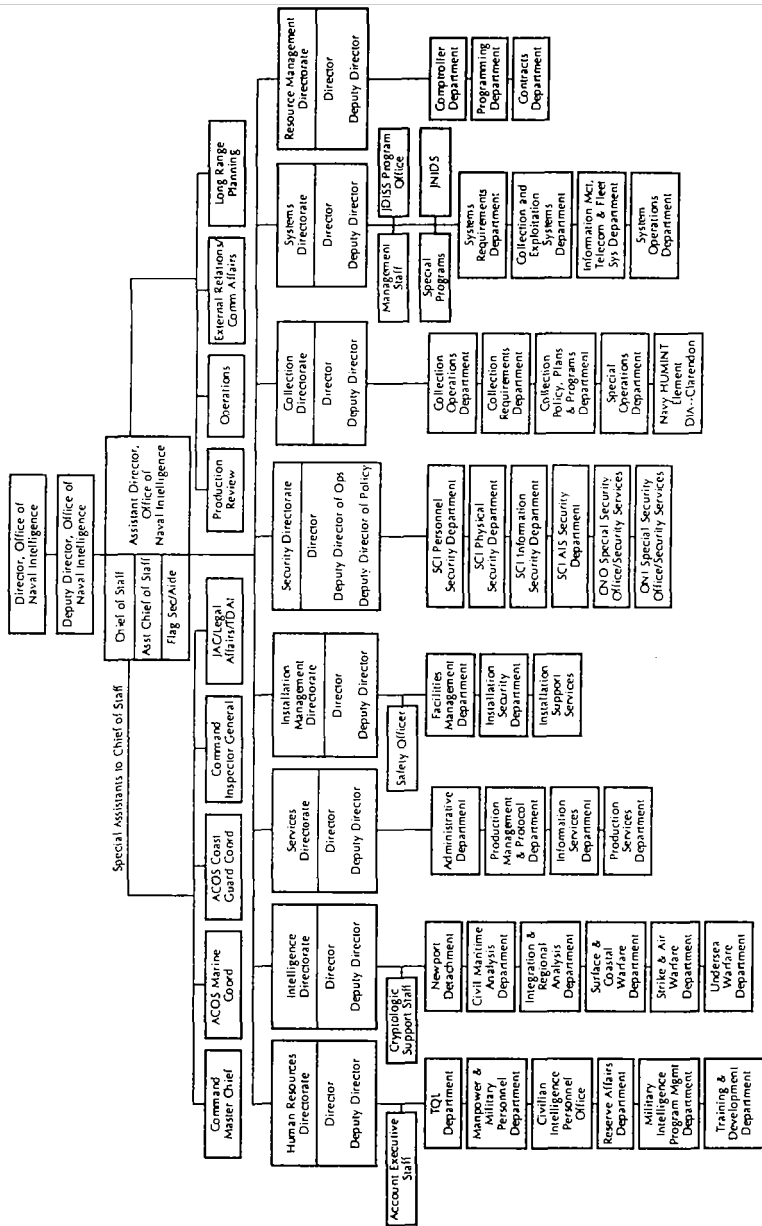 Director, Office of
Naval Intelligence
Deputy Director, Office of
Naval Intelligence
Chief of Staff
Asst Chief of Staff
Flag Sec/Aide
Assistant Director,
Office of
Naval Intelligence
Special Assistants to Chief of Staff
Command
Master Chief
ACOS Marine
Coord
ACOS Coast
Guard Coord
Command
Inspector General
JAC/Legal
Affairs/TDAI
Production
Review
Operations
External Relations/
Comm Affairs
Long Range
Planning
Human Resources
Directorate
Director
Deputy Director
Account Executive
Staff
TQL
Department
Manpower &
Military
Personnel
Department
Civilian
Intelligence
Personnel
Office
Reserve Affairs
Department
Military
Intelligence
Program Mgmt
Department
Training &
Development
Department
Intelligence
Directorate
Director
Deputy Director
Cryptologic
Support Staff
Newport
Detachment
Civil Maritime
Analysis
Department
Integration &
Regional
Analysis
Department
Surface &
Coastal
Warfare
Department
Strike & Air
Warfare
Department
Undersea
Warfare
Department
Services
Directorate
Director
Deputy Director
Administrative
Department
Production
Management
& Protocol
Department
Information
Services
Department
Production
Services
Department
Installation
Management
Directorate
Director
Deputy Director
Safety Officer
Facilities
Management
Department
Installation
Security
Department
Installation
Support
Services
Security Directorate
Director
Deputy Director of Ops
Deputy Director of Policy
SCI Personnel
Security Department
SCI Physical
Security Department
SCI Information
Security Department
SCI AIS Security
Department
CNO Special Security
Office/Security Services
ONI Special Security
Office/Security Services
Collection
Directorate
Director
Deputy Director
Collection
Operations
Department
Collection
Requirements
Department
Collection
Policy, Plans
& Programs
Department
Special
Operations
Department
Navy HUMINT
Element
DIA--Clarendon
Systems
Directorate
Director
Deputy Director
Management
Staff
JDISS Program
Office
Special
Programs
JNIDS
Systems
Requirements
Department
Collection and
Exploitation
Systems
Department
Information Mct,
Telecom & Fleet
Sys Department
System
Operations
Department
Resource Management
Directorate
Director
Deputy Director
Comptroller
Department
Programming
Department
Contracts
Department